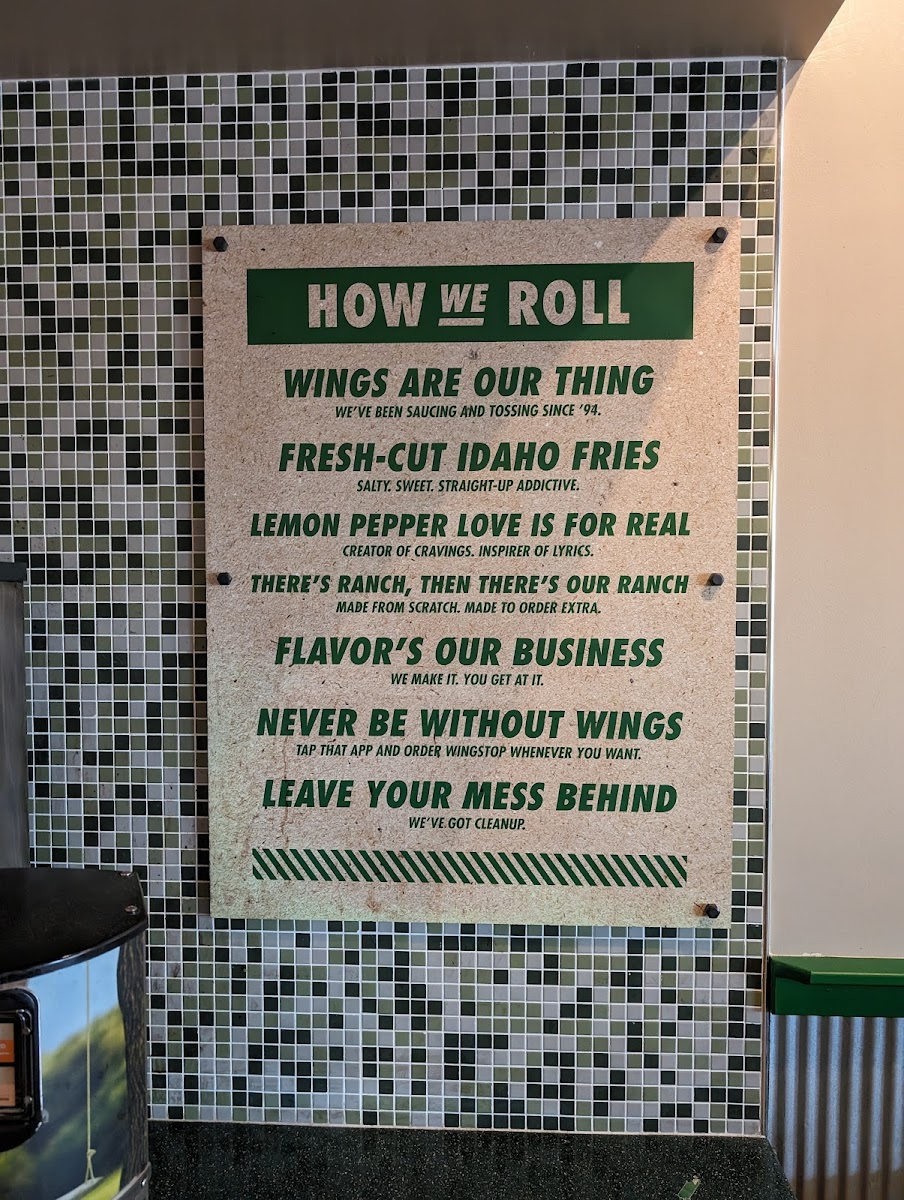 HOW WE ROLL
WINGS ARE OUR THING
WE'VE BEEN SAUCING AND TOSSING SINCE '94.
FRESH-CUT IDAHO FRIES
SALTY. SWEET. STRAIGHT-UP ADDICTIVE.
LEMON PEPPER LOVE IS FOR REAL
CREATOR OF CRAVINGS. INSPIRER OF LYRICS.
THERE'S RANCH, THEN THERE'S OUR RANCH
MADE FROM SCRATCH. MADE TO ORDER EXTRA.
FLAVOR'S OUR BUSINESS
WE MAKE IT. YOU GET AT IT.
NEVER BE WITHOUT WINGS
TAP THAT APP AND ORDER WINGSTOP WHENEVER YOU WANT.
LEAVE YOUR MESS BEHIND
WE'VE GOT CLEANUP.